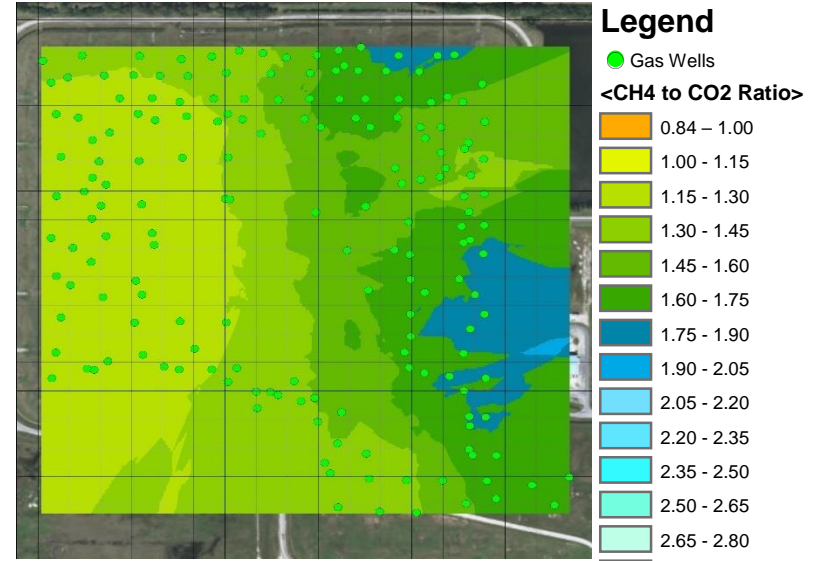 Legend
Gas Wells
<CH4 to CO2 Ratio>
0.84 – 1.00
1.00 - 1.15
1.15 - 1.30
1.30 - 1.45
1.45 - 1.60
1.60 - 1.75
1.75 - 1.90
1.90 - 2.05
2.05 - 2.20
2.20 - 2.35
2.35 - 2.50
2.50 - 2.65
2.65 - 2.80